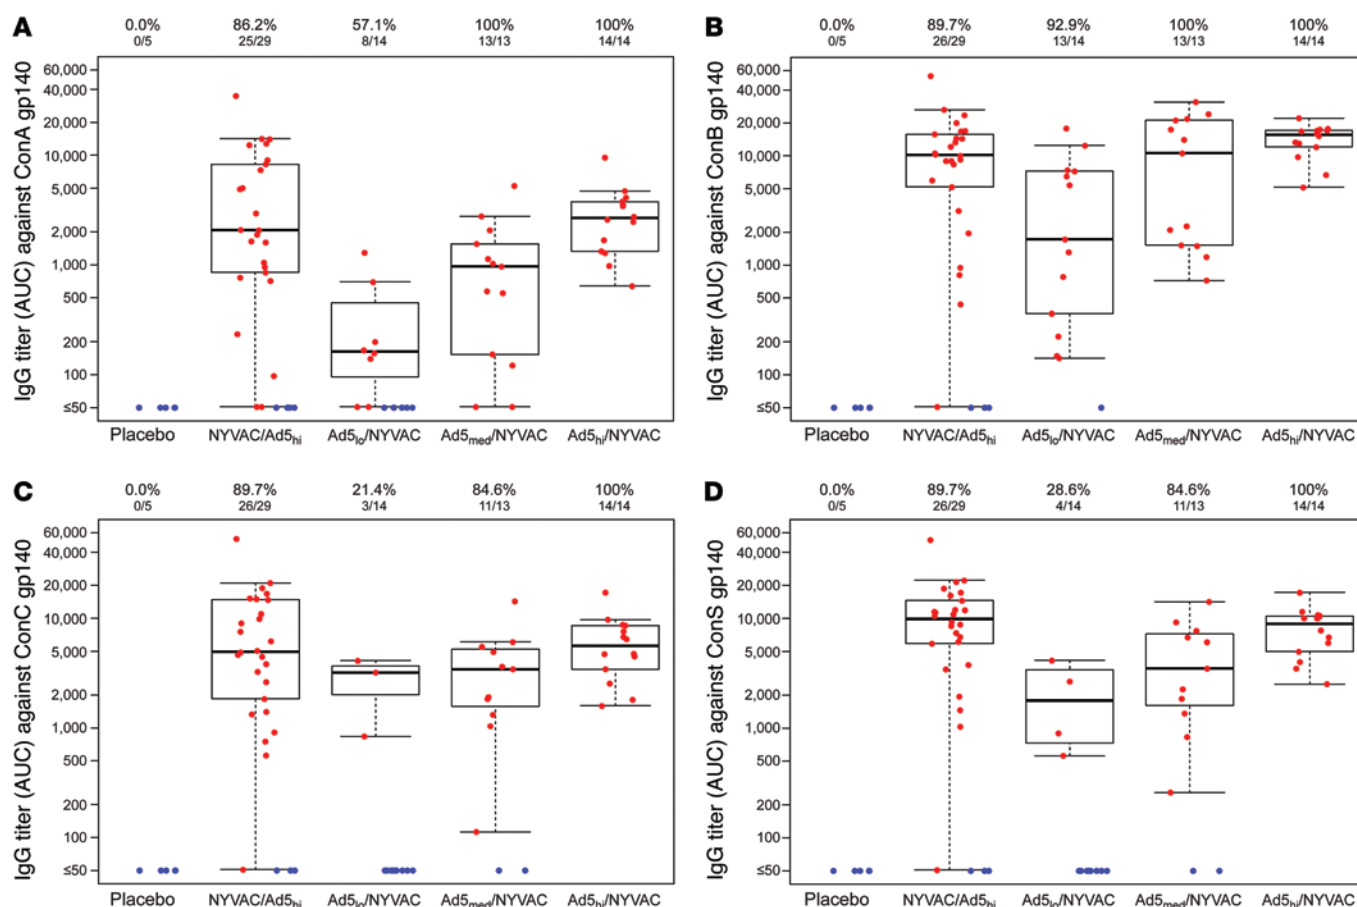 A
0.0% 86.2% 57.1% 100% 100%
0/5 25/29 8/14 13/13 14/14
IgG titer (AUC) against ConA gp140
60,000
40,000
20,000
10,000
5,000
2,000
1,000
500
200
100
≤50
Placebo NYVAC/Ad5hi Ad5lo/NYVAC Ad5med/NYVAC Ad5hi/NYVAC
B
0.0% 89.7% 92.9% 100% 100%
0/5 26/29 13/14 13/13 14/14
IgG titer (AUC) against ConB gp140
60,000
40,000
20,000
10,000
5,000
2,000
1,000
500
200
100
≤50
Placebo NYVAC/Ad5hi Ad5lo/NYVAC Ad5med/NYVAC Ad5hi/NYVAC
C
0.0% 89.7% 21.4% 84.6% 100%
0/5 26/29 3/14 11/13 14/14
IgG titer (AUC) against ConC gp140
60,000
40,000
20,000
10,000
5,000
2,000
1,000
500
200
100
≤50
Placebo NYVAC/Ad5hi Ad5lo/NYVAC Ad5med/NYVAC Ad5hi/NYVAC
D
0.0% 89.7% 28.6% 84.6% 100%
0/5 26/29 4/14 11/13 14/14
IgG titer (AUC) against ConS gp140
60,000
40,000
20,000
10,000
5,000
2,000
1,000
500
200
100
≤50
Placebo NYVAC/Ad5hi Ad5lo/NYVAC Ad5med/NYVAC Ad5hi/NYVAC